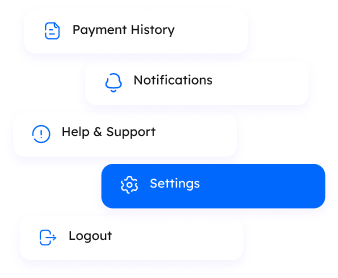 Payment History
Notifications
Help & Support
Settings
Logout